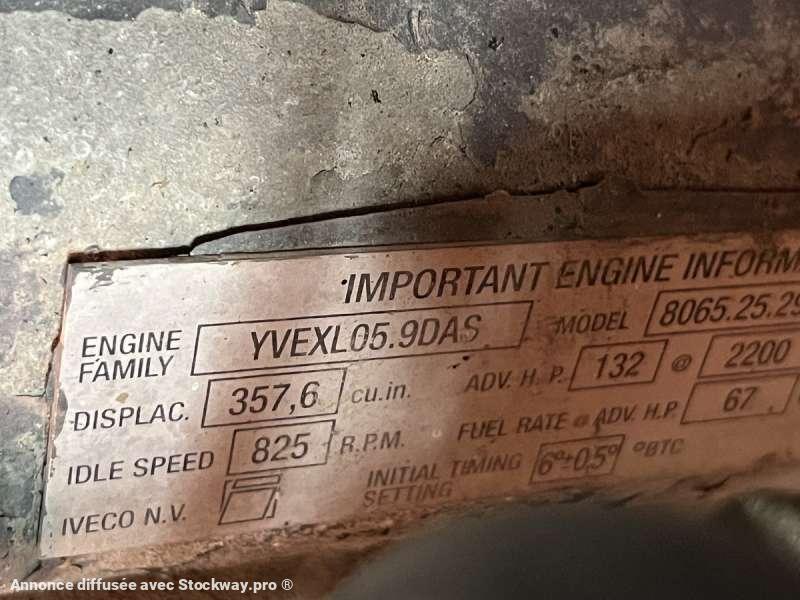 IMPORTANT ENGINE
ENGINE FAMILY YVEXL05.9DAS MODEL 8065.25.29
DISPLAC. 357,6 cu.in. ADV. H. P. 132 @ 2200
IDLE SPEED 825 R.P.M. FUEL RATE @ ADV. H.P 67
IVECO N.V. INITIAL TIMING SETTING 6°±0,5° °BTC
Annonce diffusée avec Stockway.pro ®